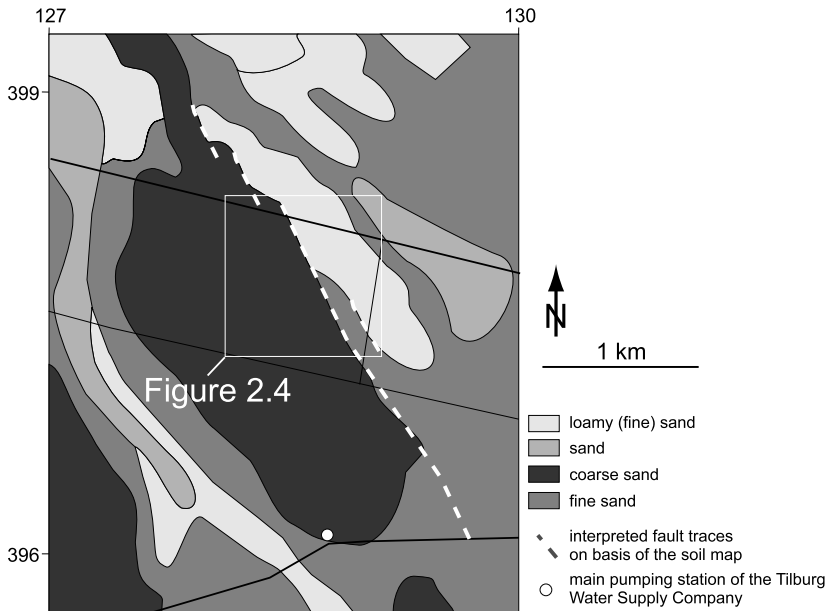 127
130
399
Figure 2.4
396
N
1 km
loamy (fine) sand
sand
coarse sand
fine sand
interpreted fault traces
on basis of the soil map
main pumping station of the Tilburg
Water Supply Company